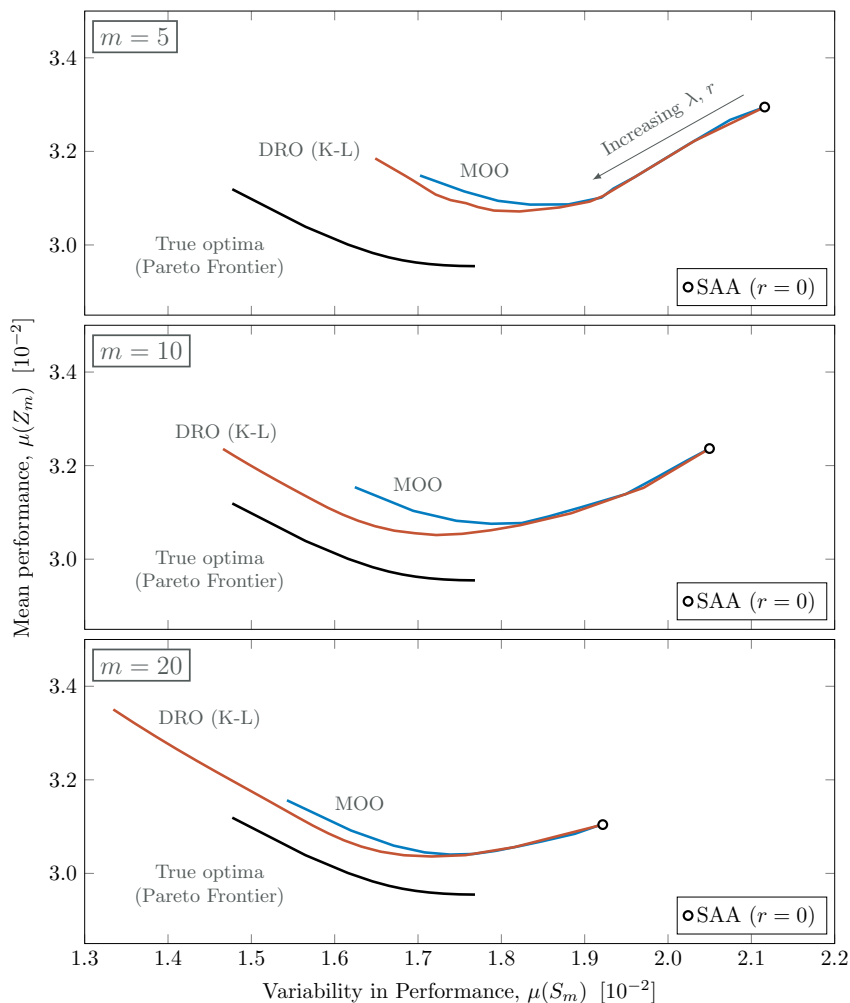 m = 5
3.4
3.2
3.0
Increasing λ, r
DRO (K-L)
MOO
True optima
(Pareto Frontier)
SAA (r = 0)
m = 10
3.4
3.2
3.0
DRO (K-L)
MOO
True optima
(Pareto Frontier)
SAA (r = 0)
Mean performance, μ(Z_m) [10⁻²]
m = 20
3.4
3.2
3.0
DRO (K-L)
MOO
True optima
(Pareto Frontier)
SAA (r = 0)
1.3 1.4 1.5 1.6 1.7 1.8 1.9 2.0 2.1 2.2
Variability in Performance, μ(S_m) [10⁻²]